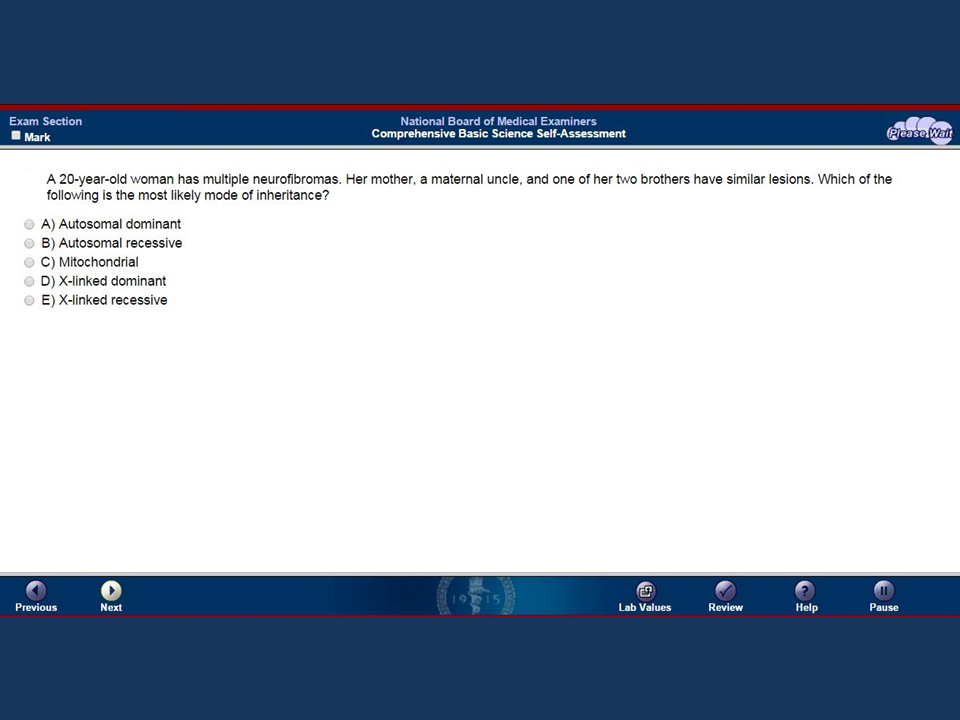 Exam Section
Mark
National Board of Medical Examiners
Comprehensive Basic Science Self-Assessment
Please Wait
A 20-year-old woman has multiple neurofibromas. Her mother, a maternal uncle, and one of her two brothers have similar lesions. Which of the
following is the most likely mode of inheritance?
A) Autosomal dominant
B) Autosomal recessive
C) Mitochondrial
D) X-linked dominant
E) X-linked recessive
Previous
Next
1915
Lab Values
Review
Help
Pause